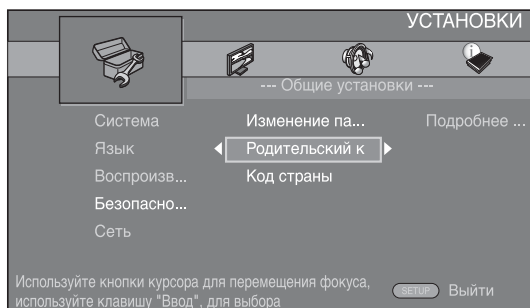 УСТАНОВКИ
--- Общие установки ---
Система
Изменение па...
Подробнее ...
Язык
Родительский к
Воспроизв...
Код страны
Безопасно...
Сеть
Используйте кнопки курсора для перемещения фокуса,
используйте клавишу "Ввод", для выбора
SETUP Выйти